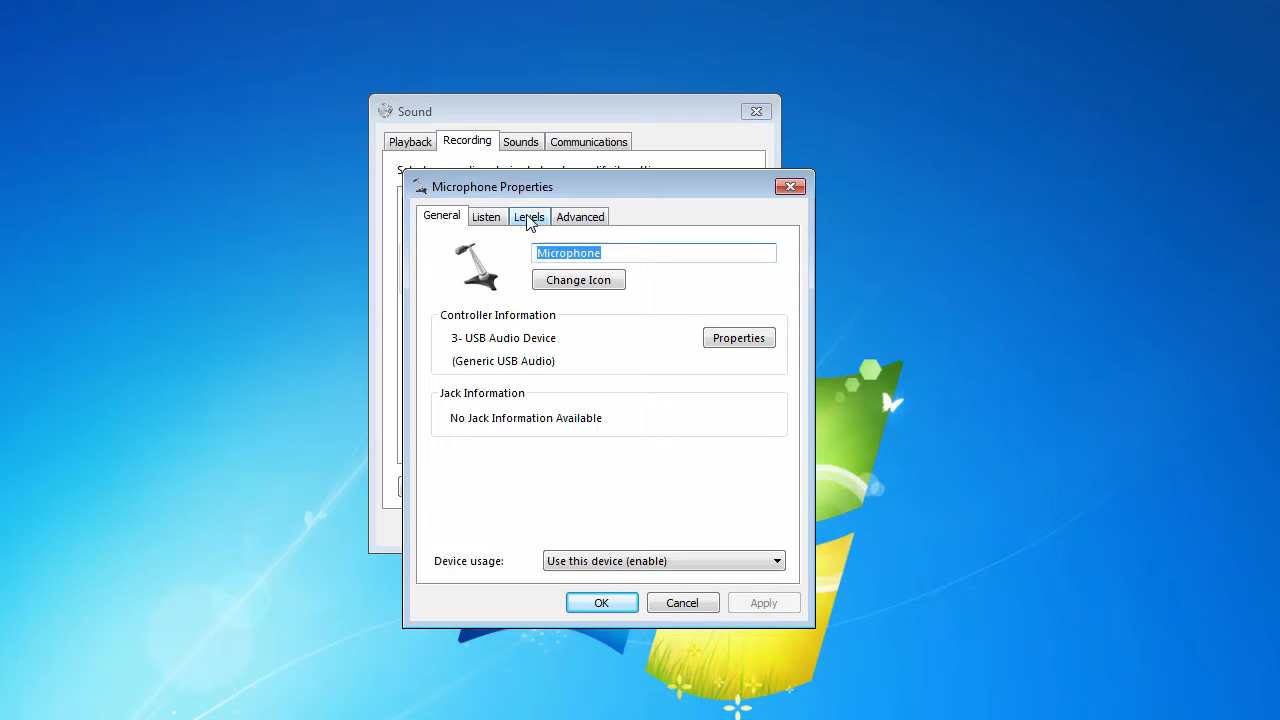 Sound
Playback Recording Sounds Communications
Microphone Properties
General Listen Levels Advanced
Microphone
Change Icon
Controller Information
3- USB Audio Device
Properties
(Generic USB Audio)
Jack Information
No Jack Information Available
Device usage:
Use this device (enable)
OK Cancel Apply